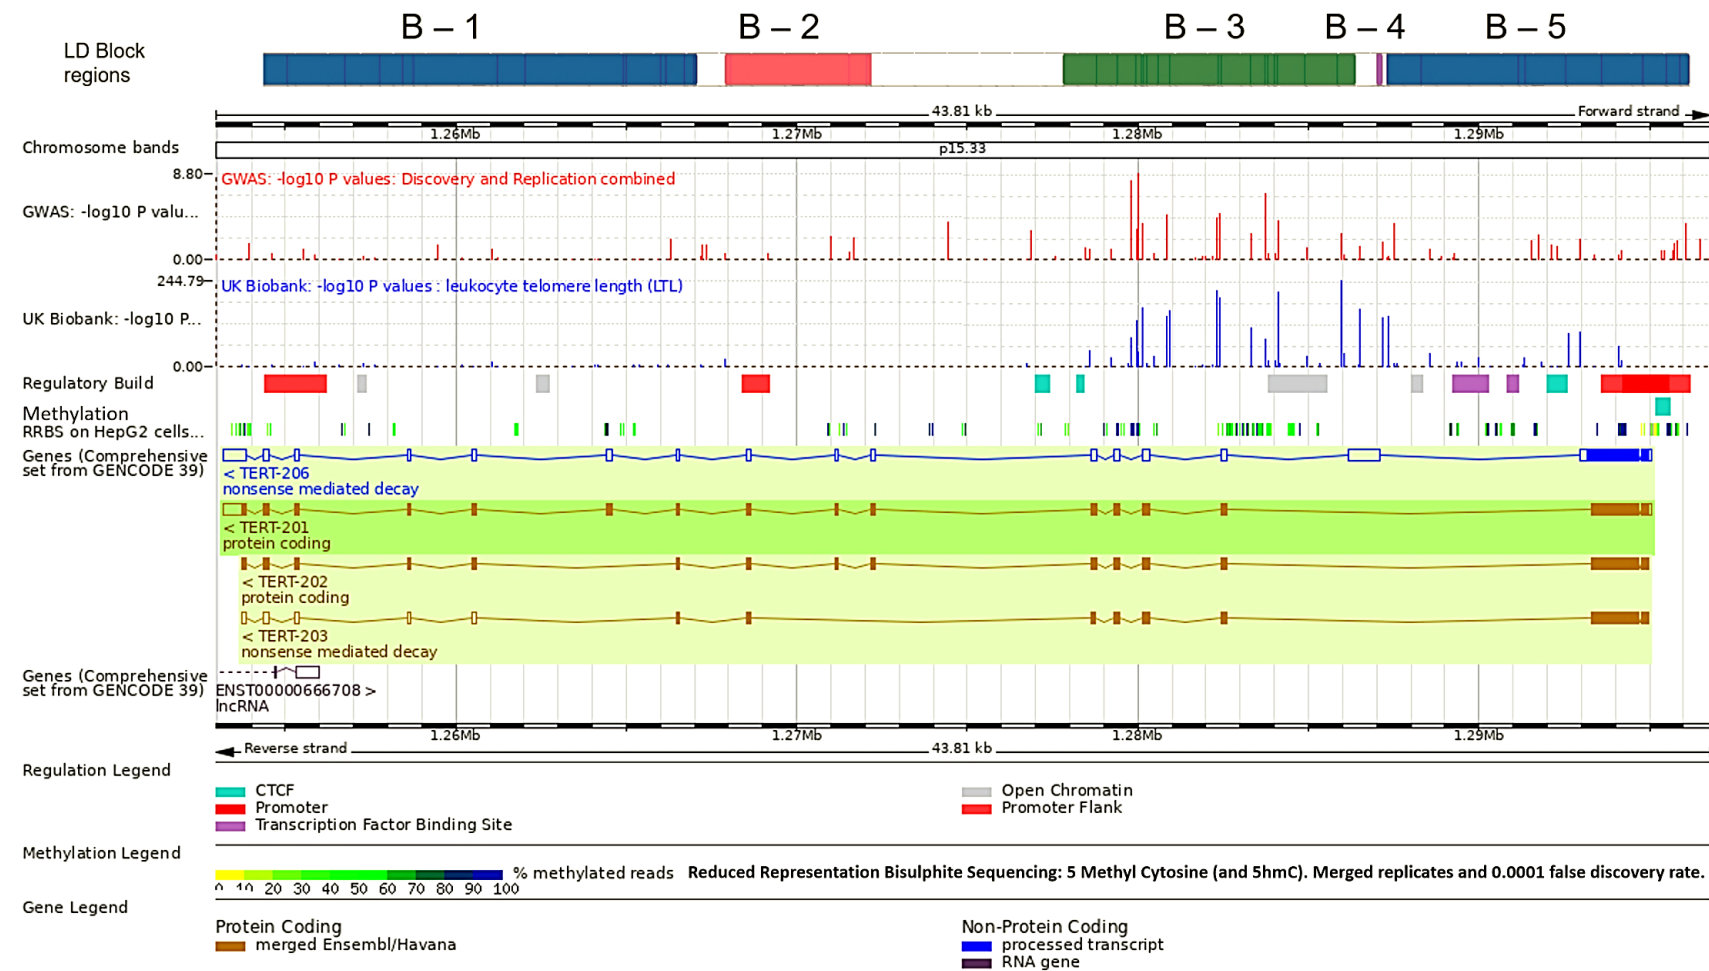 B – 1 B – 2 B – 3 B – 4 B – 5
LD Block
regions
43.81 kb Forward strand
1.26Mb 1.27Mb 1.28Mb 1.29Mb
Chromosome bands p15.33
8.80
GWAS: -log10 P values: Discovery and Replication combined
GWAS: -log10 P valu...
0.00
244.79
UK Biobank: -log10 P values : leukocyte telomere length (LTL)
UK Biobank: -log10 P...
0.00
Regulatory Build
Methylation
RRBS on HepG2 cells...
Genes (Comprehensive
set from GENCODE 39)
< TERT-206
nonsense mediated decay
< TERT-201
protein coding
< TERT-202
protein coding
< TERT-203
nonsense mediated decay
Genes (Comprehensive
set from GENCODE 39)
ENST00000666708 >
lncRNA
1.26Mb 1.27Mb 1.28Mb 1.29Mb
Reverse strand 43.81 kb
Regulation Legend
CTCF Open Chromatin
Promoter Promoter Flank
Transcription Factor Binding Site
Methylation Legend
% methylated reads Reduced Representation Bisulphite Sequencing: 5 Methyl Cytosine (and 5hmC). Merged replicates and 0.0001 false discovery rate.
0 10 20 30 40 50 60 70 80 90 100
Gene Legend
Protein Coding Non-Protein Coding
merged Ensembl/Havana processed transcript
RNA gene